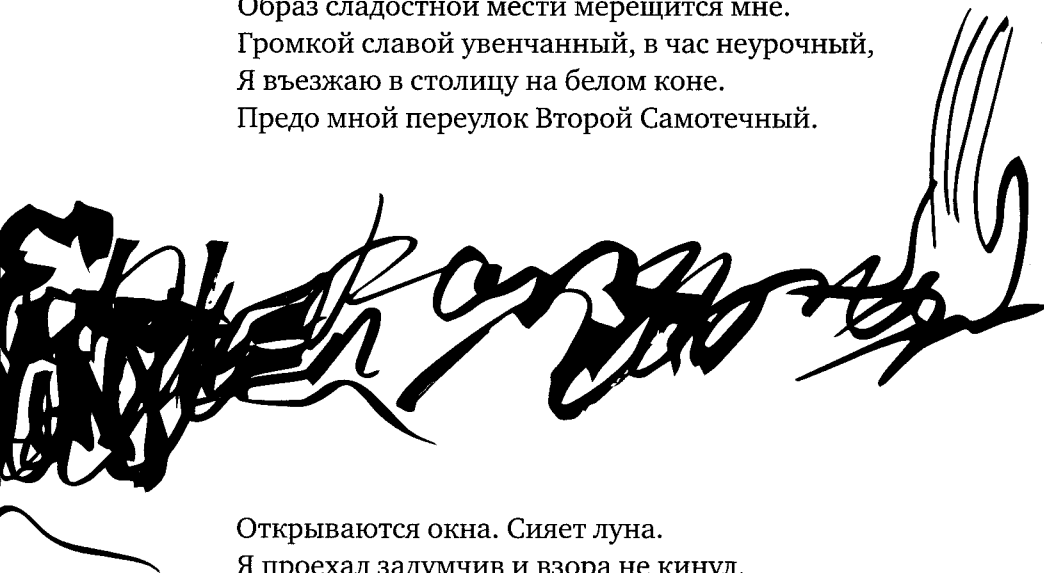 Образ сладостной мести мерещится мне.
Громкой славой увенчанный, в час неурочный,
Я въезжаю в столицу на белом коне.
Предо мной переулок Второй Самотечный.
Открываются окна. Сияет луна.
Я проехал задумчив и взора не кинул.